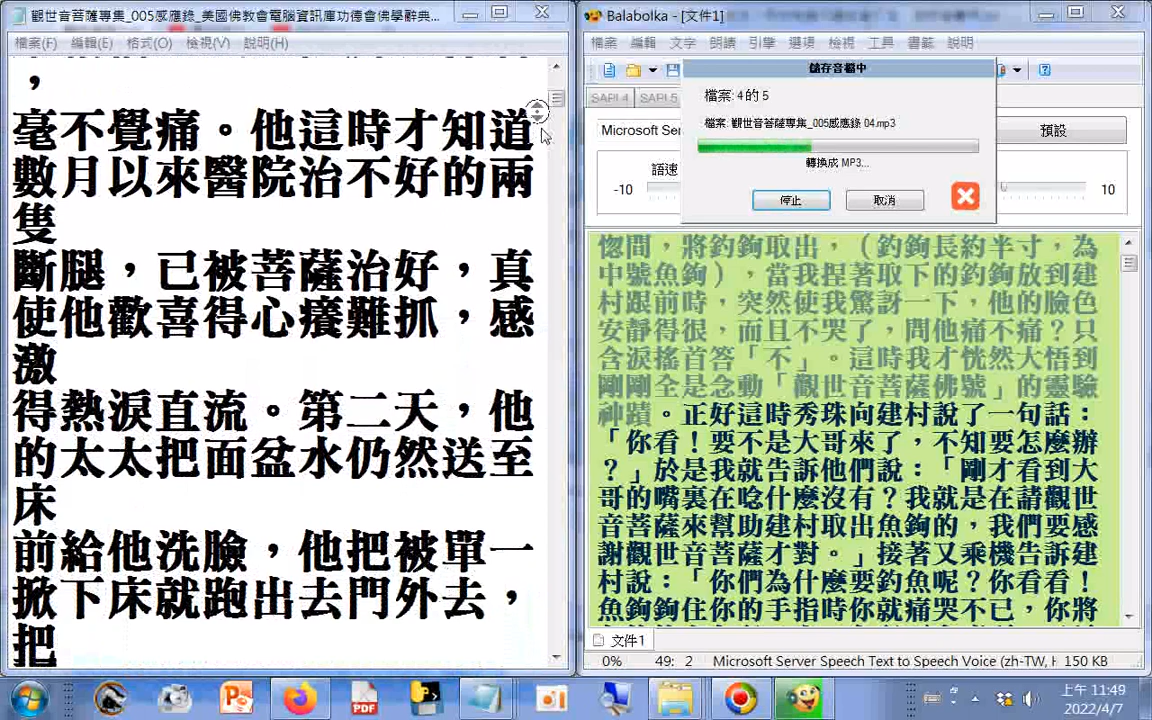 觀世音菩薩專集_005感應錄_美國佛教會電腦資訊庫功德會佛學辭典...
檔案(F) 編輯(E) 格式(O) 檢視(V) 說明(H)
，
毫不覺痛。他這時才知道
數月以來醫院治不好的兩
隻
斷腿，已被菩薩治好，真
使他歡喜得心癢難抓，感
激
得熱淚直流。第二天，他
的太太把面盆水仍然送至
床
前給他洗臉，他把被單一
掀下床就跑出去門外去，
把
Balabolka - [文件1]
檔案 編輯 文字 朗讀 引擎 選項 檢視 工具 書籤 說明
SAPI 4 SAPI 5
Microsoft Ser
預設
語速
-10
10
儲存音檔中
檔案: 4 的 5
檔案: 觀世音菩薩專集_005感應錄 04.mp3
轉換成 MP3...
停止 取消
惚間，將釣鉤取出，（釣鉤長約半寸，為
中號魚鉤），當我捏著取下的釣鉤放到建
村跟前時，突然使我驚訝一下，他的臉色
安靜得很，而且不哭了，問他痛不痛？只
含淚搖首答「不」。這時我才恍然大悟到
剛剛全是念動「觀世音菩薩佛號」的靈驗
神蹟。正好這時秀珠向建村說了一句話：
「你看！要不是大哥來了，不知要怎麼辦
？」於是我就告訴他們說：「剛才看到大
哥的嘴裏在唸什麼沒有？我就是在請觀世
音菩薩來幫助建村取出魚鉤的，我們要感
謝觀世音菩薩才對。」接著又乘機告訴建
村說：「你們為什麼要釣魚呢？你看看！
魚鉤鉤住你的手指時你就痛哭不已，你將
文件1
0% 49: 2 Microsoft Server Speech Text to Speech Voice (zh-TW, H 150 KB
PDF
上午 11:49
2022/4/7